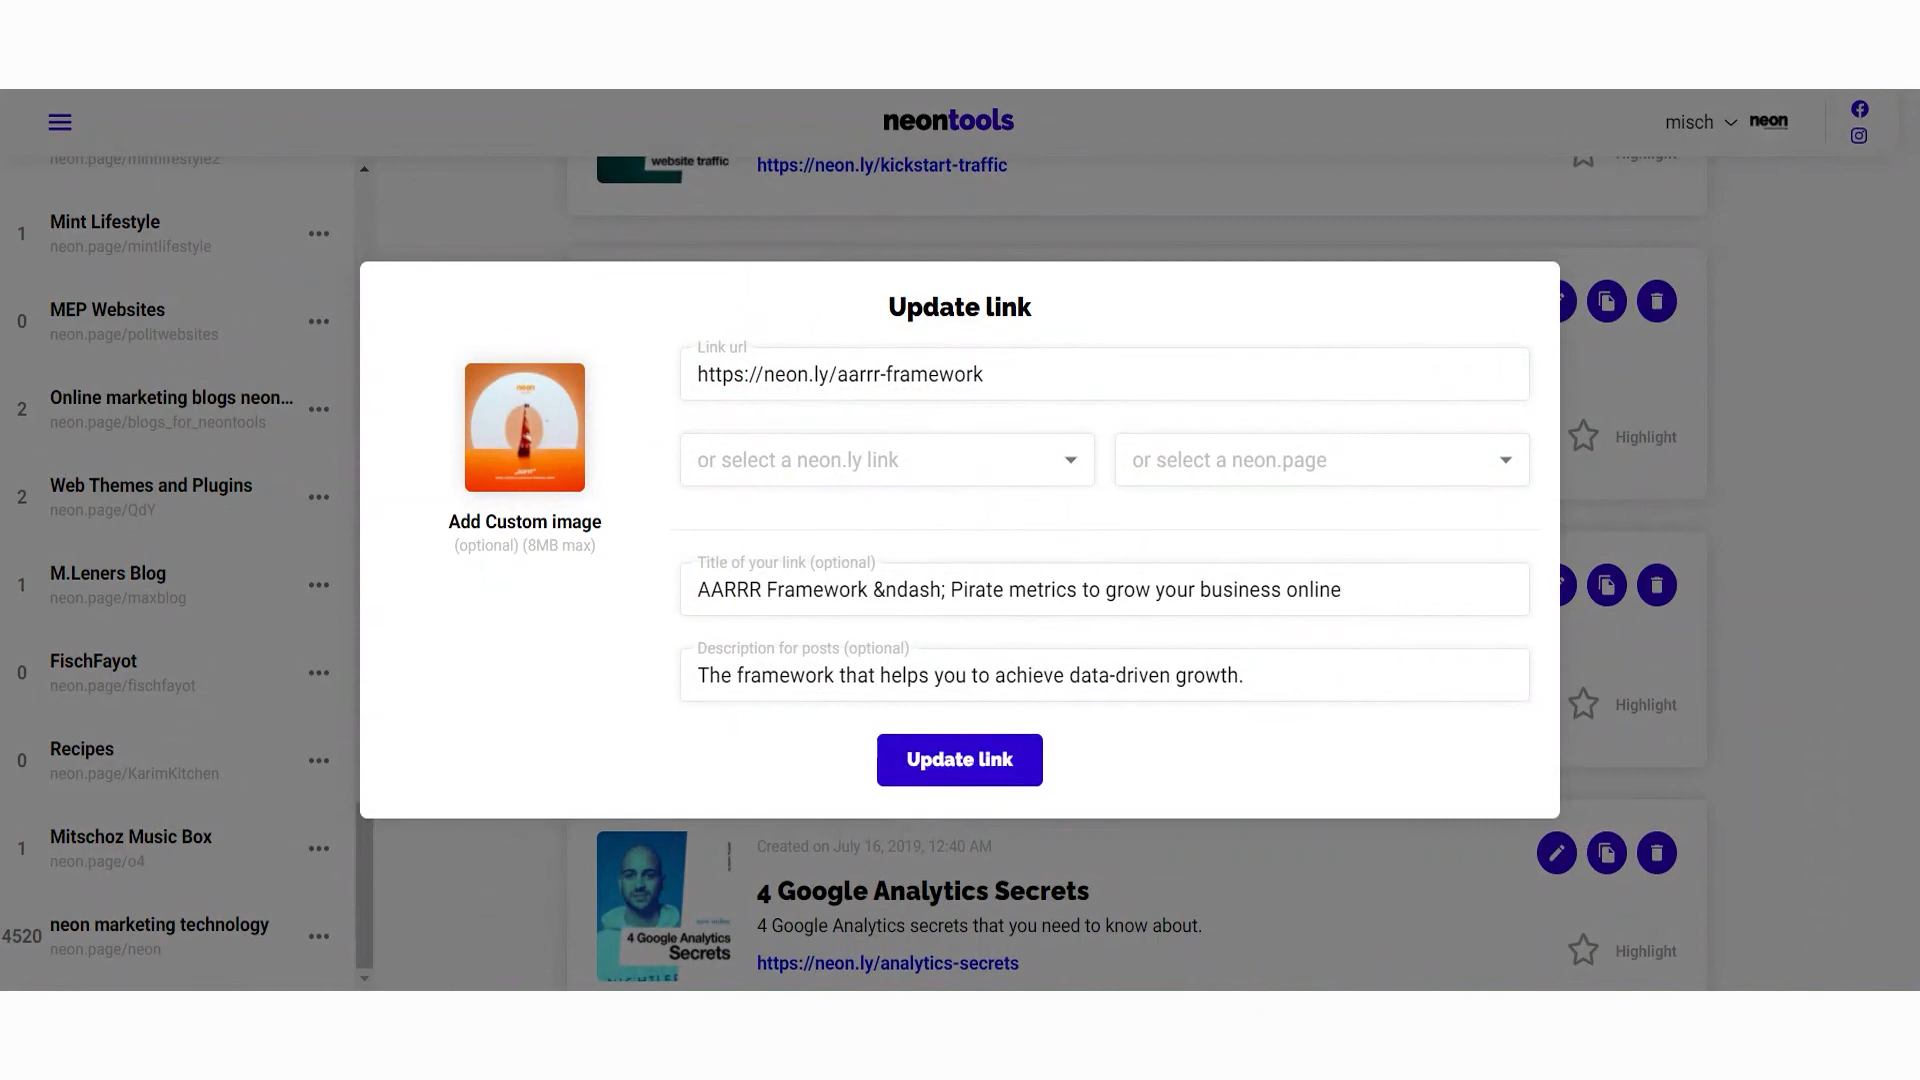 neontools
misch
neon
neon.page/mintlifestyle2
Mint Lifestyle
1
neon.page/mintlifestyle
MEP Websites
0
neon.page/politwebsites
Online marketing blogs neon...
2
neon.page/blogs_for_neontools
Web Themes and Plugins
2
neon.page/QdY
M.Leners Blog
1
neon.page/maxblog
FischFayot
0
neon.page/fischfayot
Recipes
0
neon.page/KarimKitchen
Mitschoz Music Box
1
neon.page/o4
neon marketing technology
4520
neon.page/neon
website traffic
https://neon.ly/kickstart-traffic
Highlight
Update link
neon
Add Custom image
(optional) (8MB max)
Link url
https://neon.ly/aarrr-framework
or select a neon.ly link
or select a neon.page
Title of your link (optional)
AARRR Framework &ndash; Pirate metrics to grow your business online
Description for posts (optional)
The framework that helps you to achieve data-driven growth.
Update link
Highlight
Highlight
4 Google Analytics
Secrets
Created on July 16, 2019, 12:40 AM
4 Google Analytics Secrets
4 Google Analytics secrets that you need to know about.
https://neon.ly/analytics-secrets
Highlight